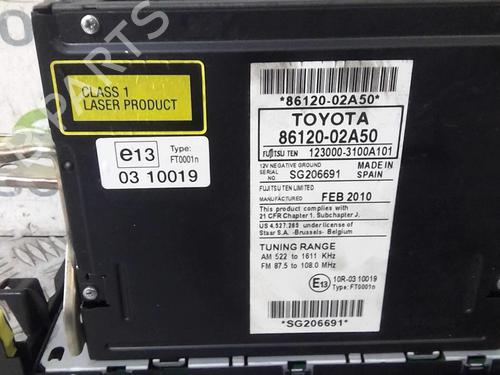 CLASS 1
LASER PRODUCT
e13
Type:
FT0001n
03 10019
*86120-02A50*
TOYOTA
86120-02A50
FUJITSU TEN 123000-3100A101
12V NEGATIVE GROUND
SERIAL NO SG206691
MADE IN SPAIN
FUJITSU TEN LIMITED
MANUFACTURED FEB 2010
This product complies with
21 CFR Chapter 1, Subchapter J.
US 4,527,265 under license of
Staar S.A. -Brussels- Belgium
TUNING RANGE
AM 522 to 1611 KHz
FM 87.5 to 108.0 MHz
E13
10R-03 10019
Type: FT0001n
*SG206691*